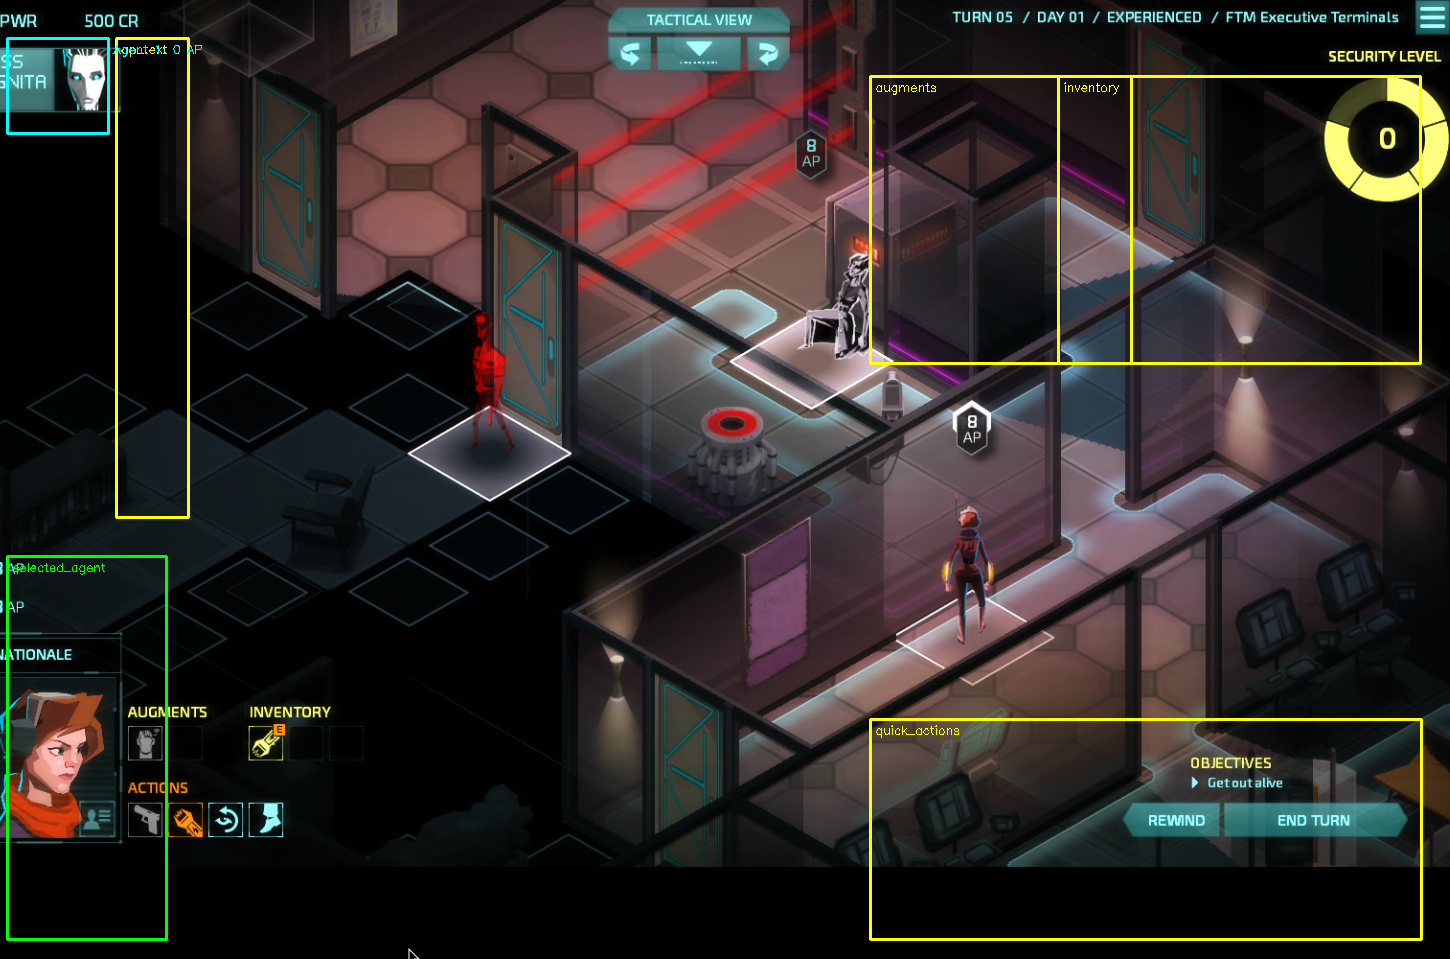 PWR 500 CR
TACTICAL VIEW
TURN 05 / DAY 01 / EXPERIENCED / FTM Executive Terminals
SECURITY LEVEL
0
SS
GNITA
0 AP
augments
inventory
8
AP
8
AP
selected_agent
AP
AP
NATIONALE
AUGMENTS
INVENTORY
E
ACTIONS
quick_actions
OBJECTIVES
Get out alive
REWIND
END TURN